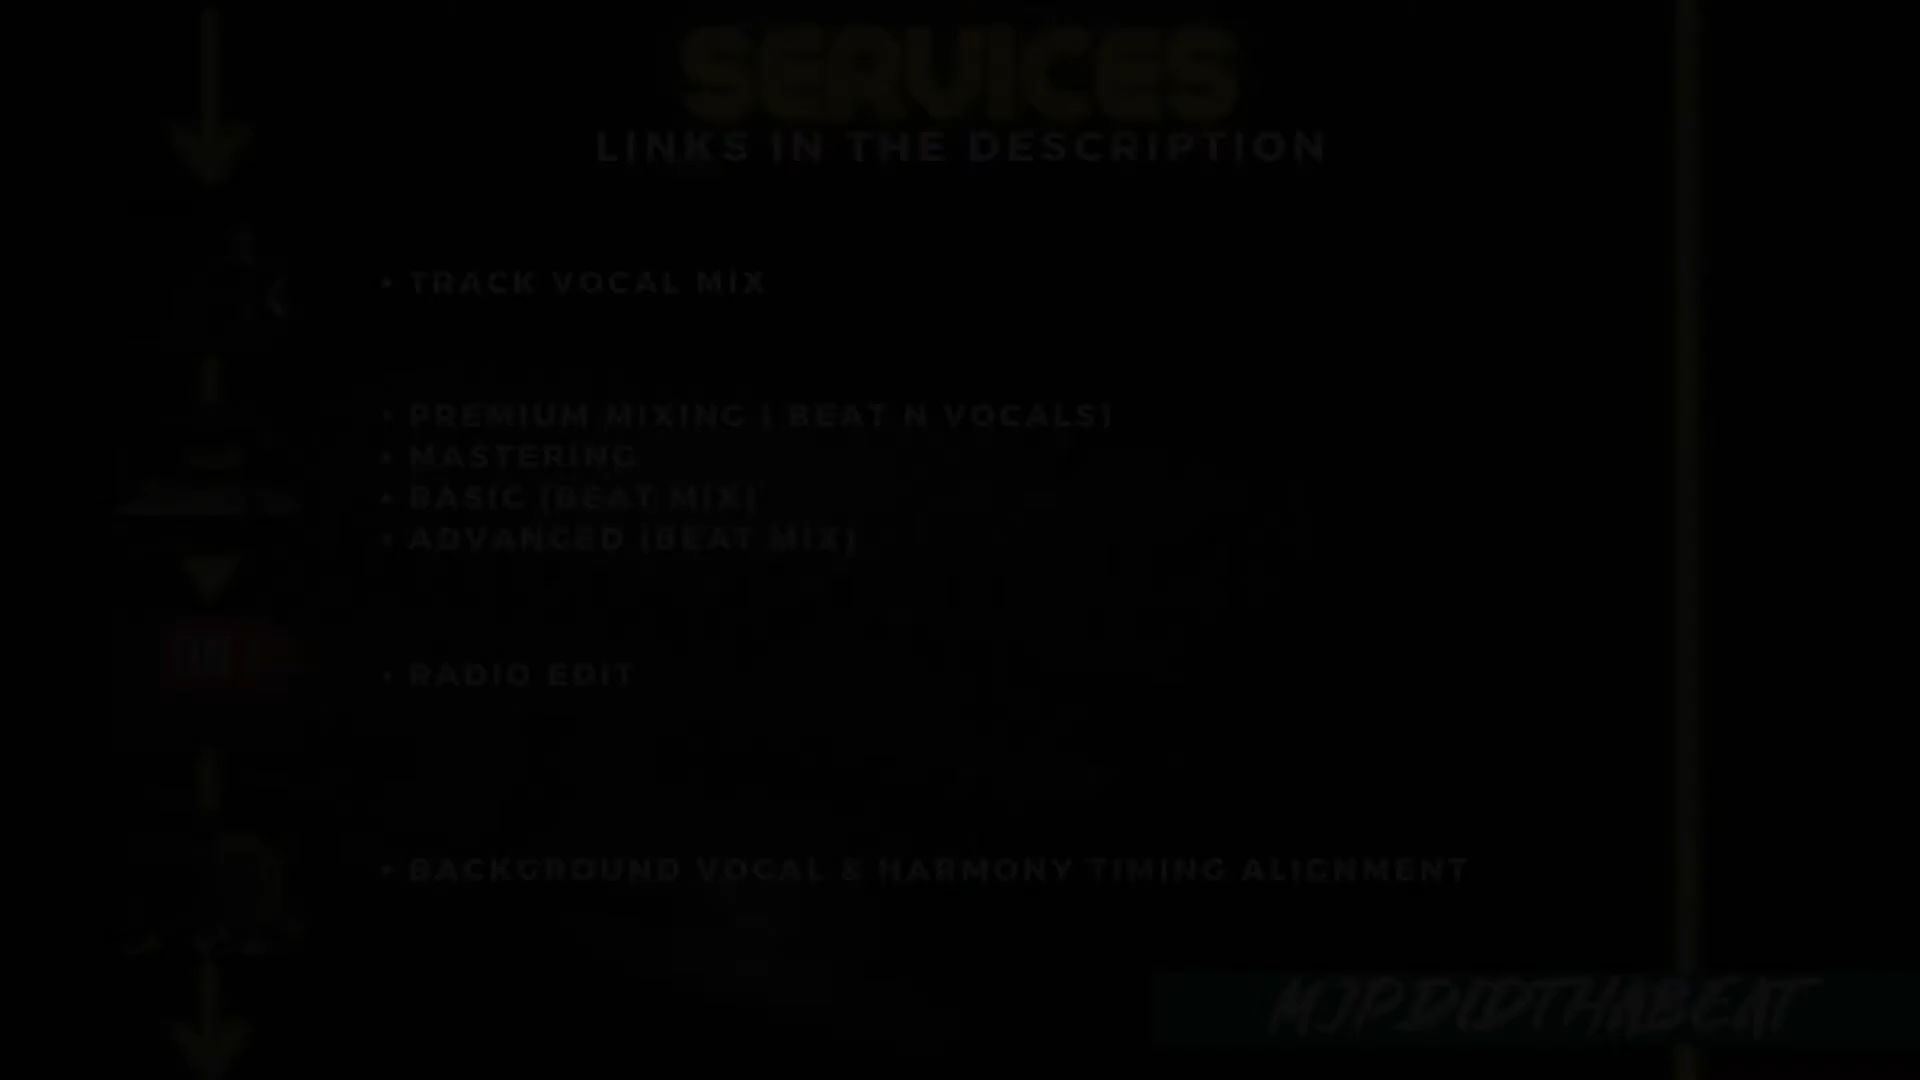 SERVICES
LINKS IN THE DESCRIPTION
• TRACK VOCAL MIX
• PREMIUM MIXING ( BEAT N VOCALS)
• MASTERING
• BASIC (BEAT MIX)
• ADVANCED (BEAT MIX)
• RADIO EDIT
• BACKGROUND VOCAL & HARMONY TIMING ALIGNMENT
MJPDIDTHABEAT